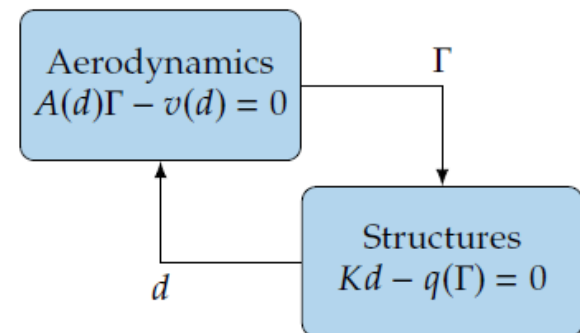 Aerodynamics
A(d)Γ − v(d) = 0
Γ
Structures
Kd − q(Γ) = 0
d